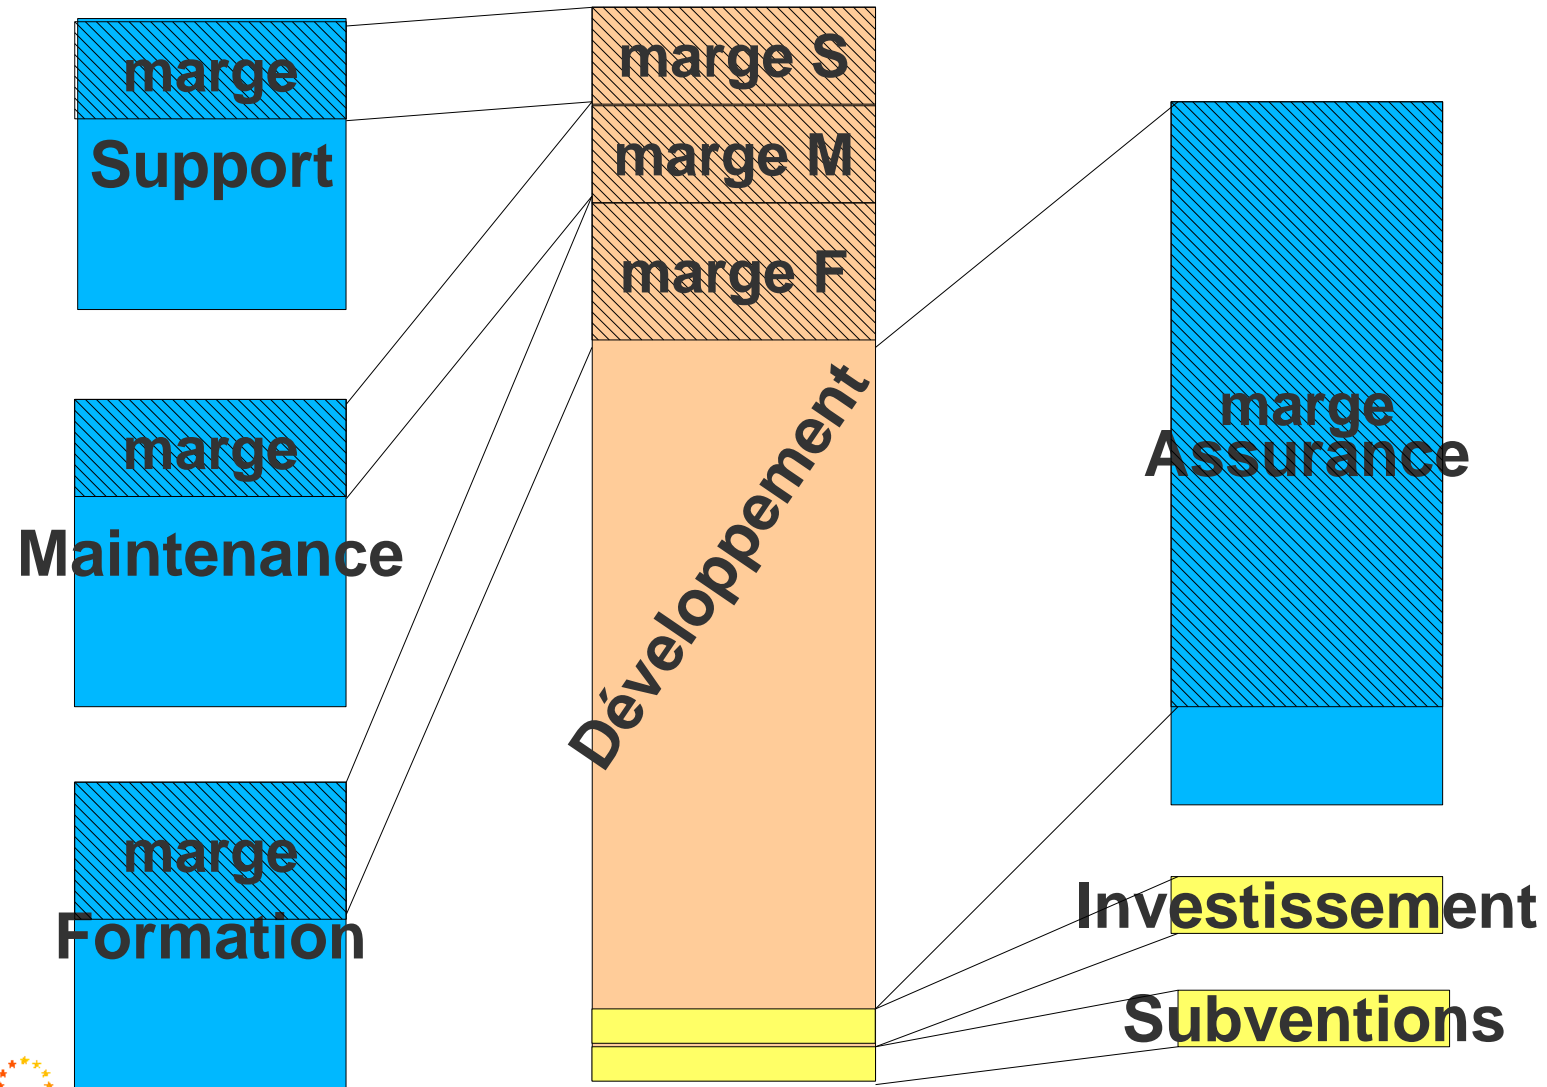 marge
Support
marge
Maintenance
marge
Formation
marge S
marge M
marge F
Développement
marge
Assurance
Investissement
Subventions